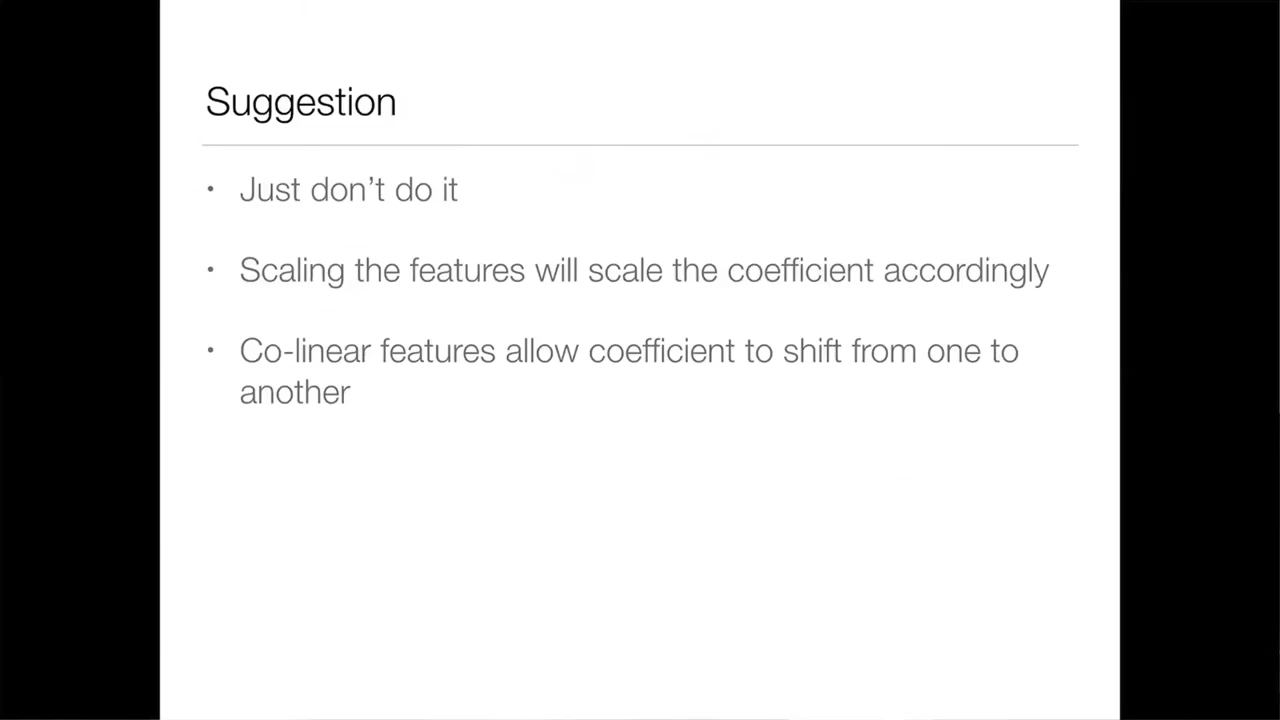 Suggestion
• Just don’t do it
• Scaling the features will scale the coefficient accordingly
• Co-linear features allow coefficient to shift from one to
another